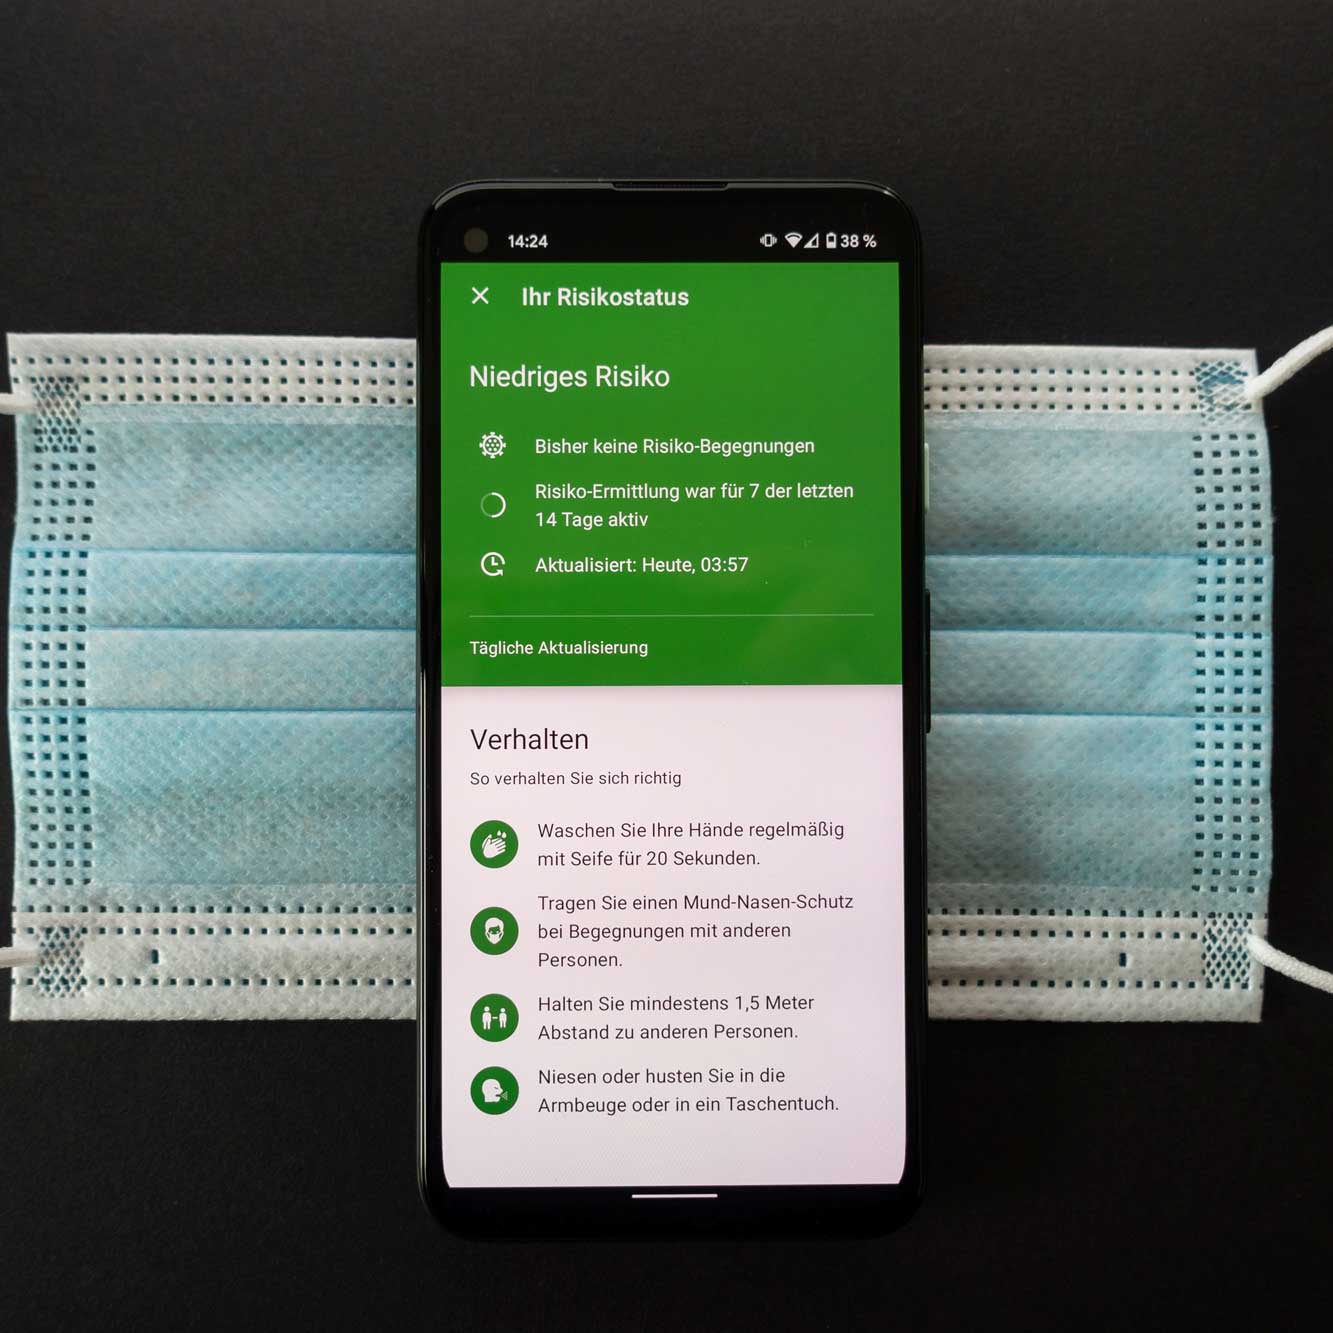 14:24
38 %
Ihr Risikostatus
Niedriges Risiko
Bisher keine Risiko-Begegnungen
Risiko-Ermittlung war für 7 der letzten
14 Tage aktiv
Aktualisiert: Heute, 03:57
Tägliche Aktualisierung
Verhalten
So verhalten Sie sich richtig
Waschen Sie Ihre Hände regelmäßig
mit Seife für 20 Sekunden.
Tragen Sie einen Mund-Nasen-Schutz
bei Begegnungen mit anderen
Personen.
Halten Sie mindestens 1,5 Meter
Abstand zu anderen Personen.
Niesen oder husten Sie in die
Armbeuge oder in ein Taschentuch.